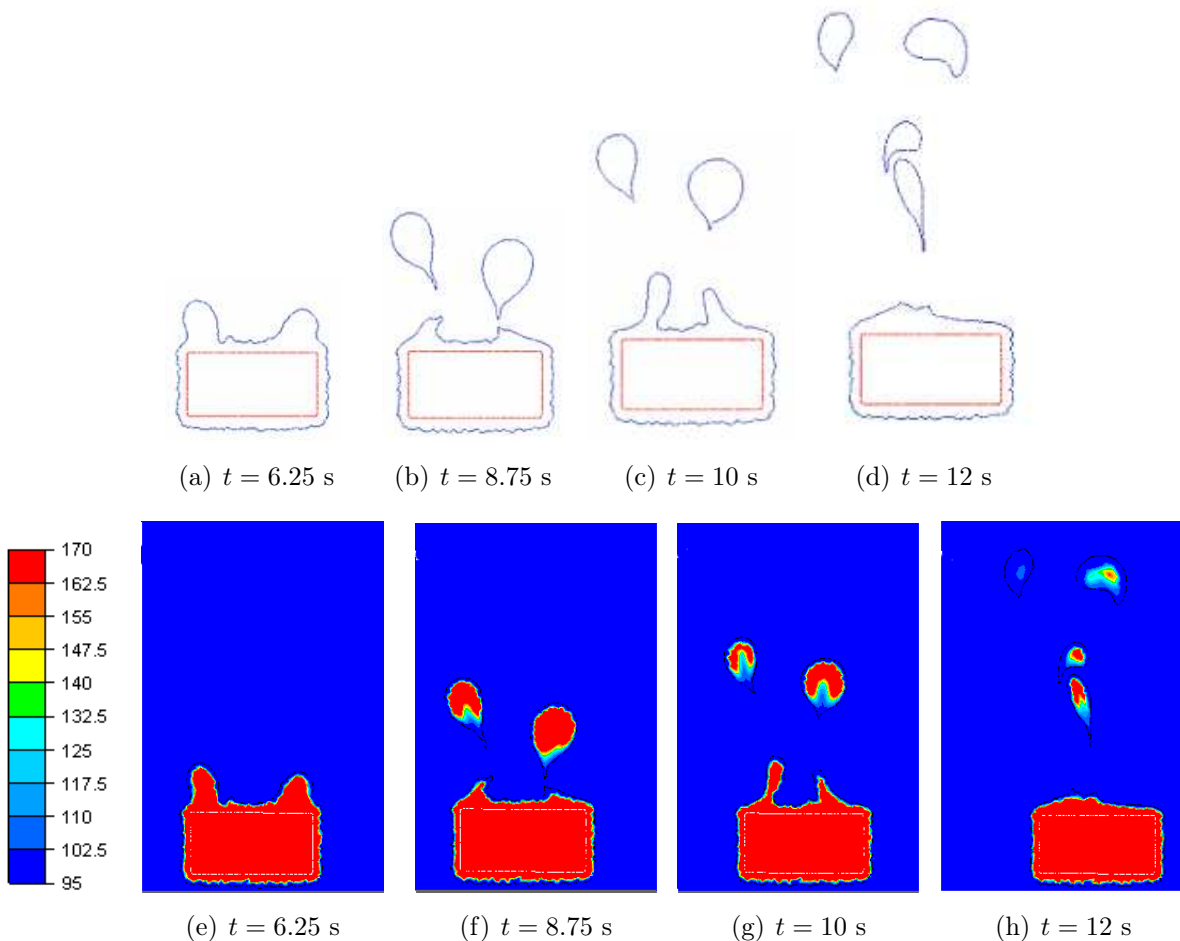 (a) t = 6.25 s
(b) t = 8.75 s
(c) t = 10 s
(d) t = 12 s
170
162.5
155
147.5
140
132.5
125
117.5
110
102.5
95
(e) t = 6.25 s
(f) t = 8.75 s
(g) t = 10 s
(h) t = 12 s